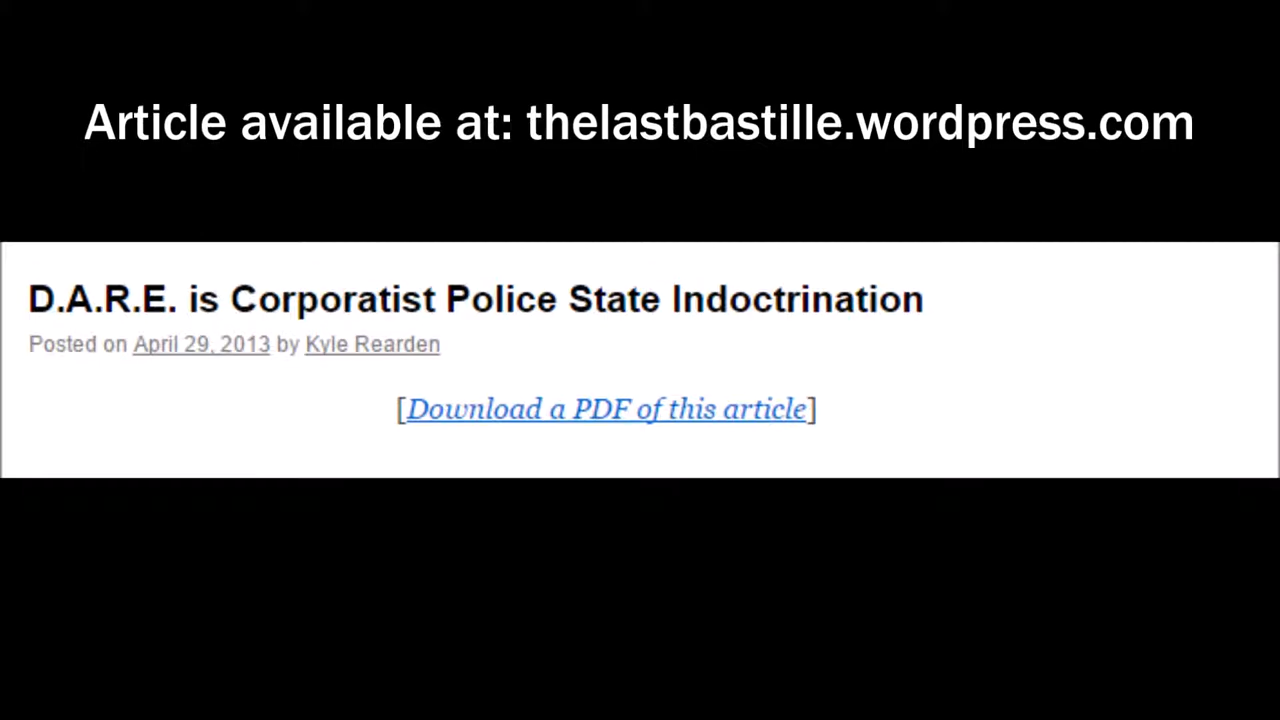 Article available at: thelastbastille.wordpress.com
D.A.R.E. is Corporatist Police State Indoctrination
Posted on April 29, 2013 by Kyle Rearden
[Download a PDF of this article]